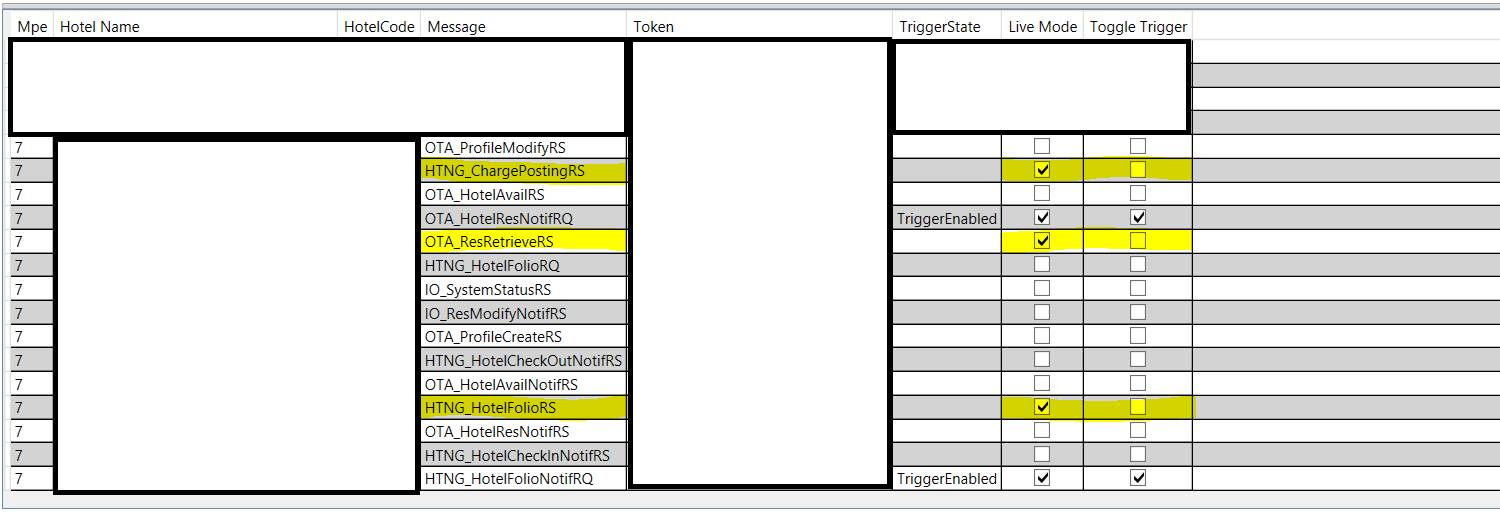 Mpe Hotel Name HotelCode Message Token TriggerState Live Mode Toggle Trigger
7 OTA_ProfileModifyRS
7 HTNG_ChargePostingRS
7 OTA_HotelAvailRS
7 OTA_HotelResNotifRQ TriggerEnabled
7 OTA_ResRetrieveRS
7 HTNG_HotelFolioRQ
7 IO_SystemStatusRS
7 IO_ResModifyNotifRS
7 OTA_ProfileCreateRS
7 HTNG_HotelCheckOutNotifRS
7 OTA_HotelAvailNotifRS
7 HTNG_HotelFolioRS
7 OTA_HotelResNotifRS
7 HTNG_HotelCheckInNotifRS
7 HTNG_HotelFolioNotifRQ TriggerEnabled